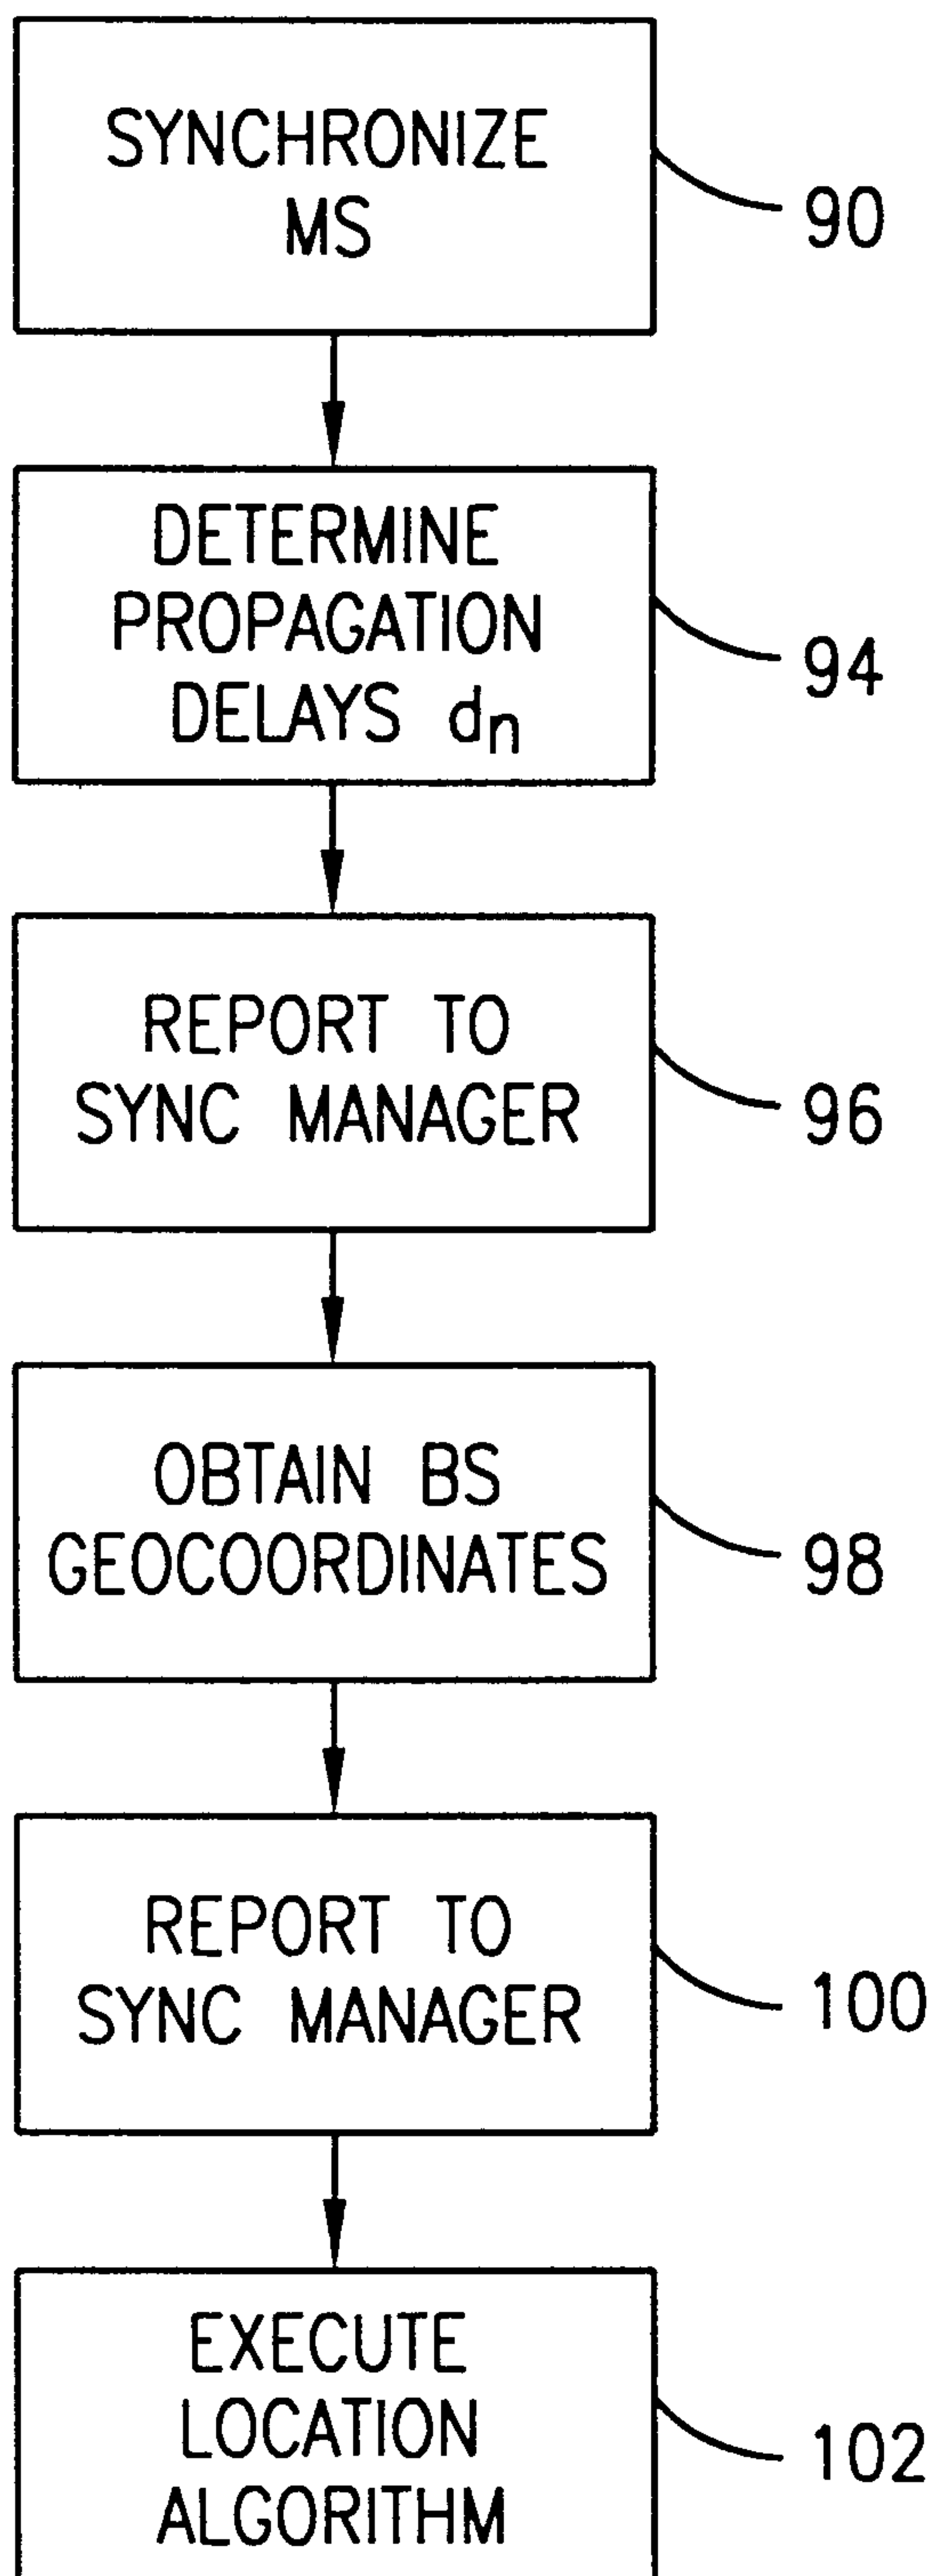 SYNCHRONIZE
MS
90
DETERMINE
PROPAGATION
DELAYS dn
94
REPORT TO
SYNC MANAGER
96
OBTAIN BS
GEOCOORDINATES
98
REPORT TO
SYNC MANAGER
100
EXECUTE
LOCATION
ALGORITHM
102